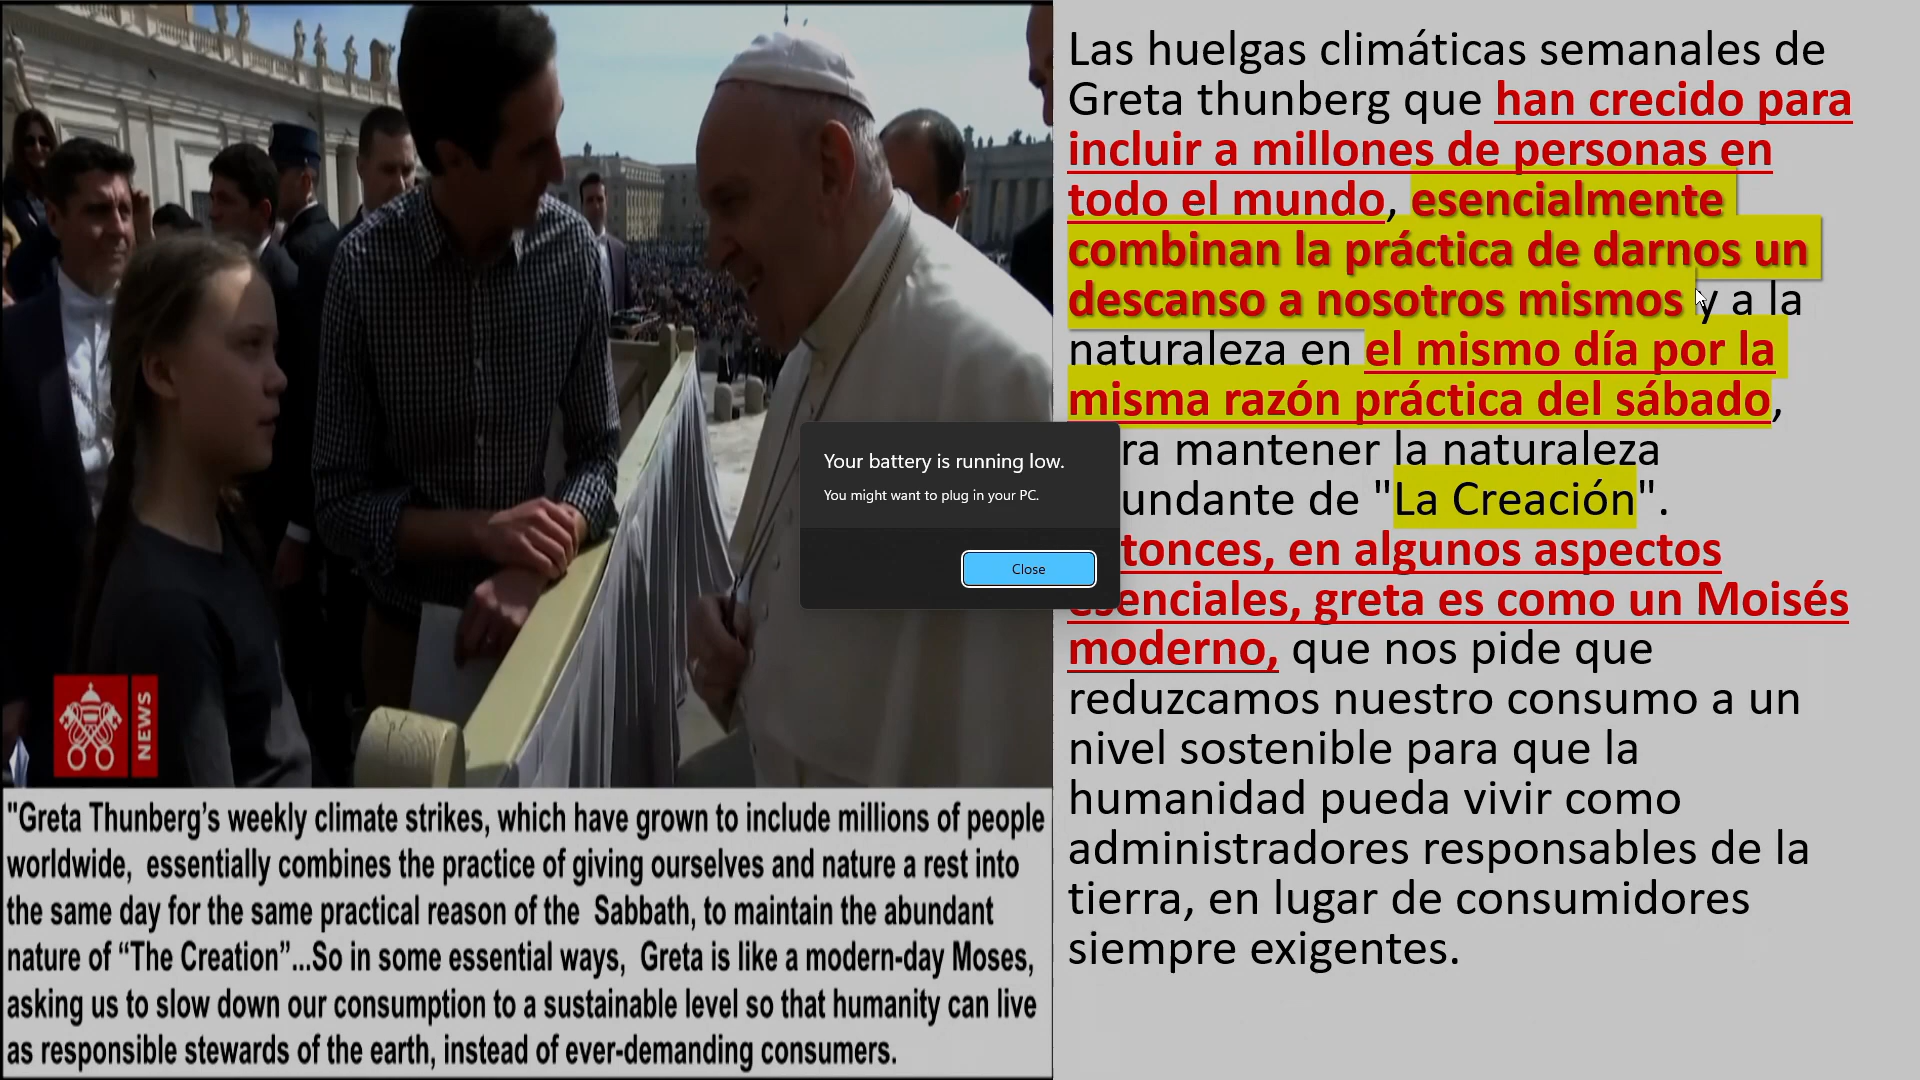 Las huelgas climáticas semanales de
Greta thunberg que han crecido para
incluir a millones de personas en
todo el mundo, esencialmente
combinan la práctica de darnos un
descanso a nosotros mismos y a la
naturaleza en el mismo día por la
misma razón práctica del sábado,
ra mantener la naturaleza
undante de "La Creación".
tonces, en algunos aspectos
esenciales, greta es como un Moisés
moderno, que nos pide que
reduzcamos nuestro consumo a un
nivel sostenible para que la
humanidad pueda vivir como
administradores responsables de la
tierra, en lugar de consumidores
siempre exigentes.
Your battery is running low.
You might want to plug in your PC.
Close
NEWS
"Greta Thunberg’s weekly climate strikes, which have grown to include millions of people
worldwide, essentially combines the practice of giving ourselves and nature a rest into
the same day for the same practical reason of the Sabbath, to maintain the abundant
nature of “The Creation”...So in some essential ways, Greta is like a modern-day Moses,
asking us to slow down our consumption to a sustainable level so that humanity can live
as responsible stewards of the earth, instead of ever-demanding consumers.